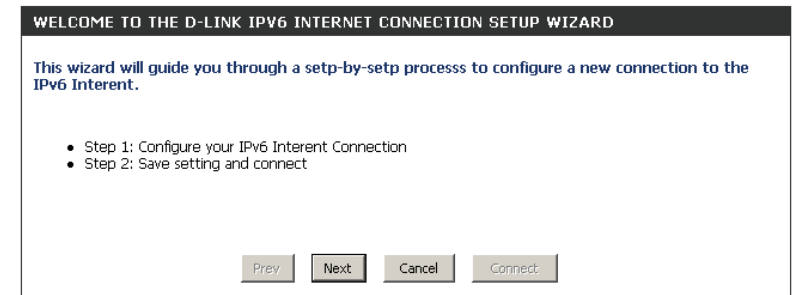 WELCOME TO THE D-LINK IPV6 INTERNET CONNECTION SETUP WIZARD
This wizard will guide you through a setp-by-setp processs to configure a new connection to the
IPv6 Interent.
• Step 1: Configure your IPv6 Interent Connection
• Step 2: Save setting and connect
Prev Next Cancel Connect